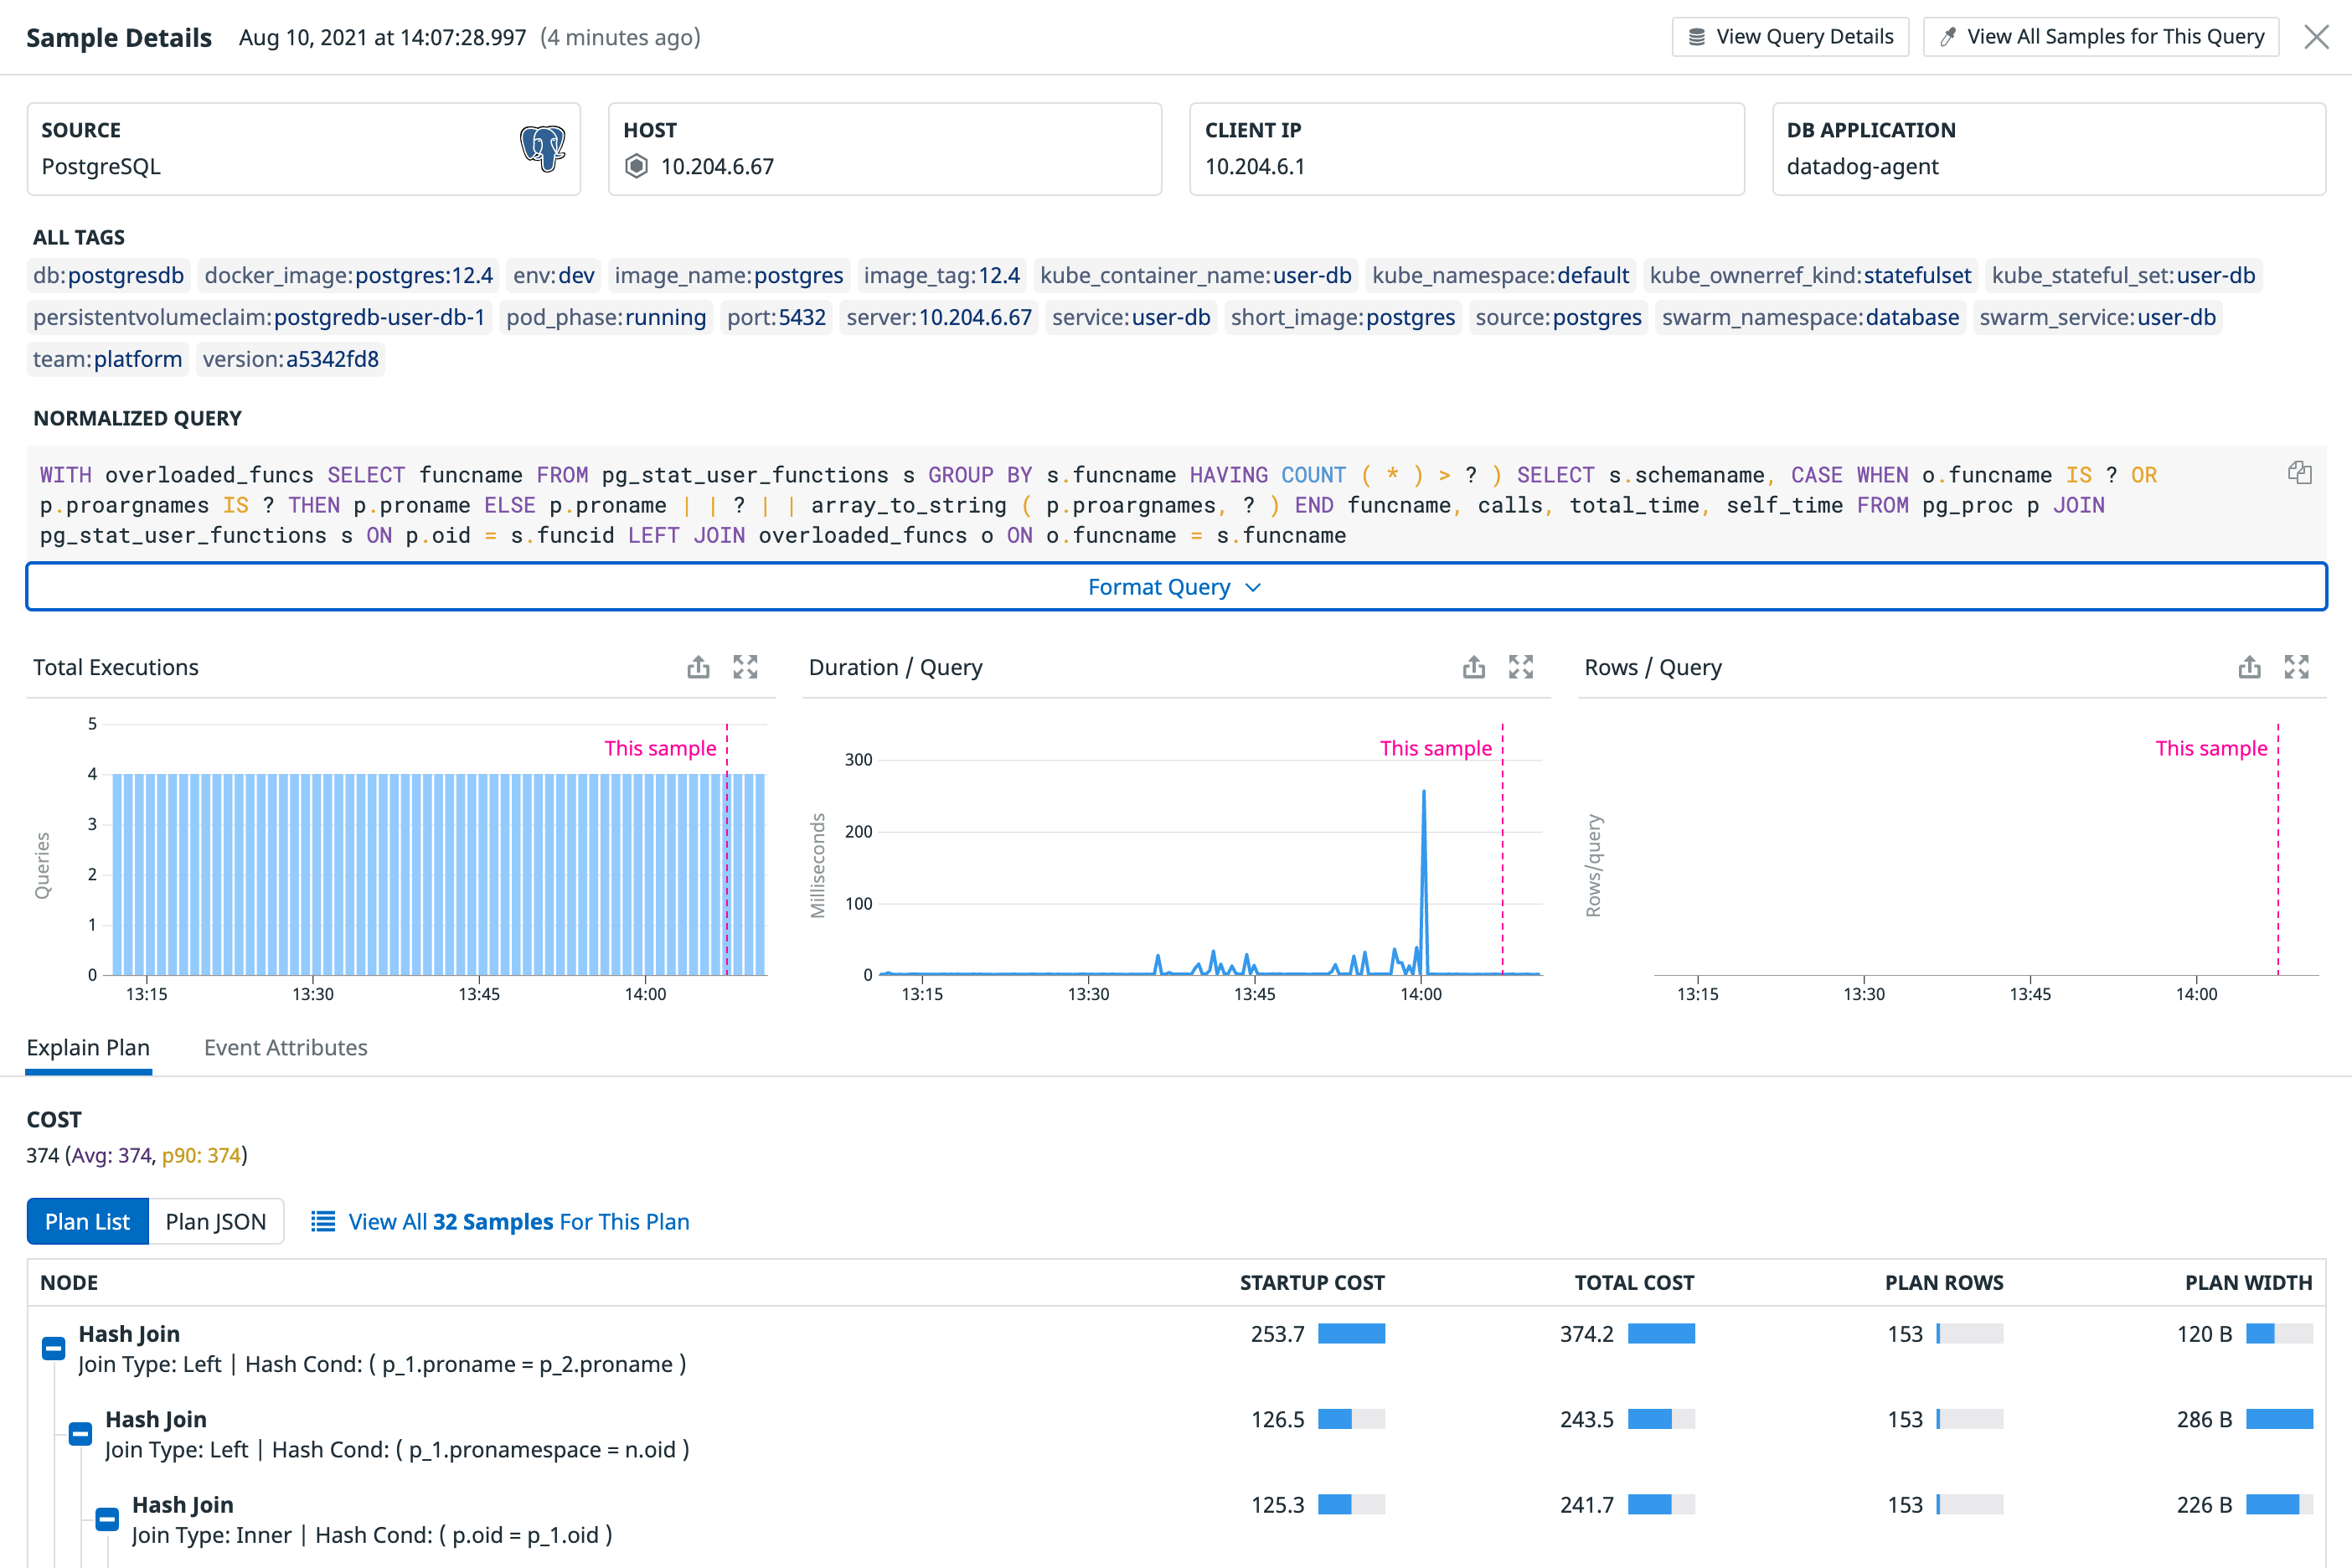 Sample Details Aug 10, 2021 at 14:07:28.997 (4 minutes ago) View Query Details View All Samples for This Query
SOURCE
PostgreSQL
HOST
10.204.6.67
CLIENT IP
10.204.6.1
DB APPLICATION
datadog-agent
ALL TAGS
db:postgresdb docker_image:postgres:12.4 env:dev image_name:postgres image_tag:12.4 kube_container_name:user-db kube_namespace:default kube_ownerref_kind:statefulset kube_stateful_set:user-db
persistentvolumeclaim:postgredb-user-db-1 pod_phase:running port:5432 server:10.204.6.67 service:user-db short_image:postgres source:postgres swarm_namespace:database swarm_service:user-db
team:platform version:a5342fd8
NORMALIZED QUERY
WITH overloaded_funcs SELECT funcname FROM pg_stat_user_functions s GROUP BY s.funcname HAVING COUNT ( * ) > ? ) SELECT s.schemaname, CASE WHEN o.funcname IS ? OR
p.proargnames IS ? THEN p.proname ELSE p.proname | | ? | | array_to_string ( p.proargnames, ? ) END funcname, calls, total_time, self_time FROM pg_proc p JOIN
pg_stat_user_functions s ON p.oid = s.funcid LEFT JOIN overloaded_funcs o ON o.funcname = s.funcname
Format Query
Total Executions
This sample
Queries
5
4
3
2
1
0
13:15 13:30 13:45 14:00
Duration / Query
This sample
Milliseconds
300
200
100
0
13:15 13:30 13:45 14:00
Rows / Query
This sample
Rows/query
13:15 13:30 13:45 14:00
Explain Plan Event Attributes
COST
374 (Avg: 374, p90: 374)
Plan List Plan JSON View All 32 Samples For This Plan
NODE STARTUP COST TOTAL COST PLAN ROWS PLAN WIDTH
Hash Join 253.7 374.2 153 120 B
Join Type: Left | Hash Cond: ( p_1.proname = p_2.proname )
Hash Join 126.5 243.5 153 286 B
Join Type: Left | Hash Cond: ( p_1.pronamespace = n.oid )
Hash Join 125.3 241.7 153 226 B
Join Type: Inner | Hash Cond: ( p.oid = p_1.oid )